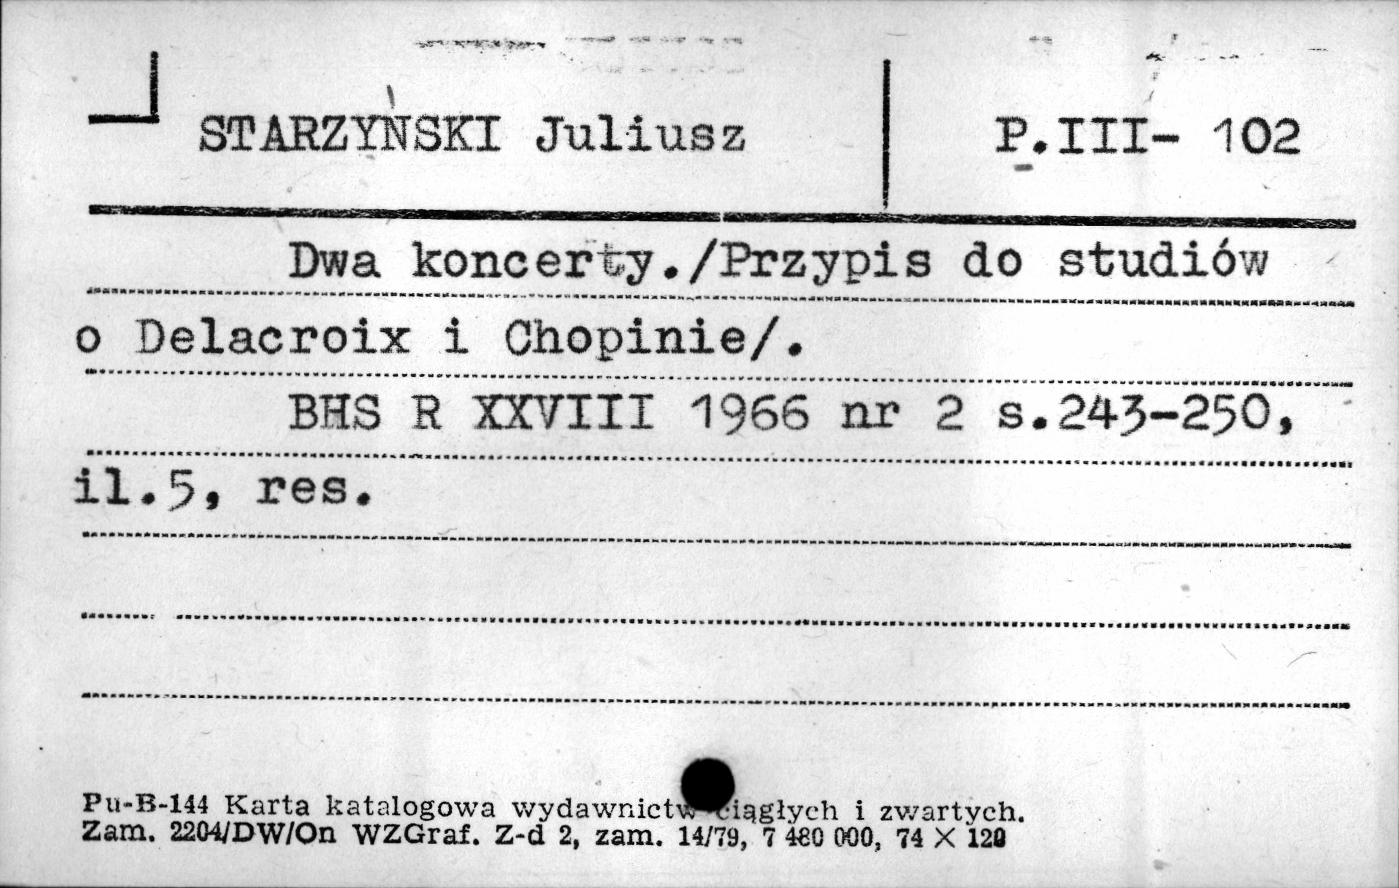 STARZYŃSKI Juliusz
P.III- 102
Dwa koncerty./Przypis do studiów
o Delacroix i Chopinie/.
BHS R XXVIII 1966 nr 2 s.243-250,
il.5, res.
Pu-B-144 Karta katalogowa wydawnictw ciągłych i zwartych.
Zam. 2204/DW/On WZGraf. Z-d 2, zam. 14/79, 7 480 000, 74 X 120